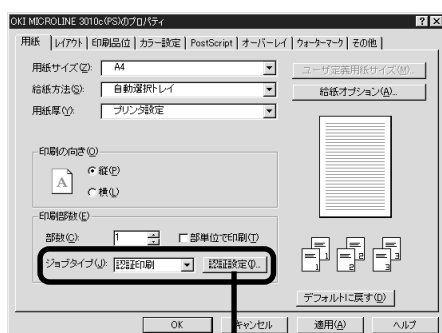 OKI MICROLINE 3010c(PS)のプロパティ
用紙 レイアウト 印刷品位 カラー設定 PostScript オーバーレイ ウォーターマーク その他
用紙サイズ(Z): A4 ユーザ定義用紙サイズ(M)...
給紙方法(S): 自動選択トレイ 給紙オプション(A)...
用紙厚(Y): プリンタ設定
印刷の向き(O)
A 縦(P)
横(L)
印刷部数(E)
部数(C): 1 部単位で印刷(T)
ジョブタイプ(J): 認証印刷 認証設定(I)...
1 2 3 1 2 3
デフォルトに戻す(D)
OK キャンセル 適用(A) ヘルプ